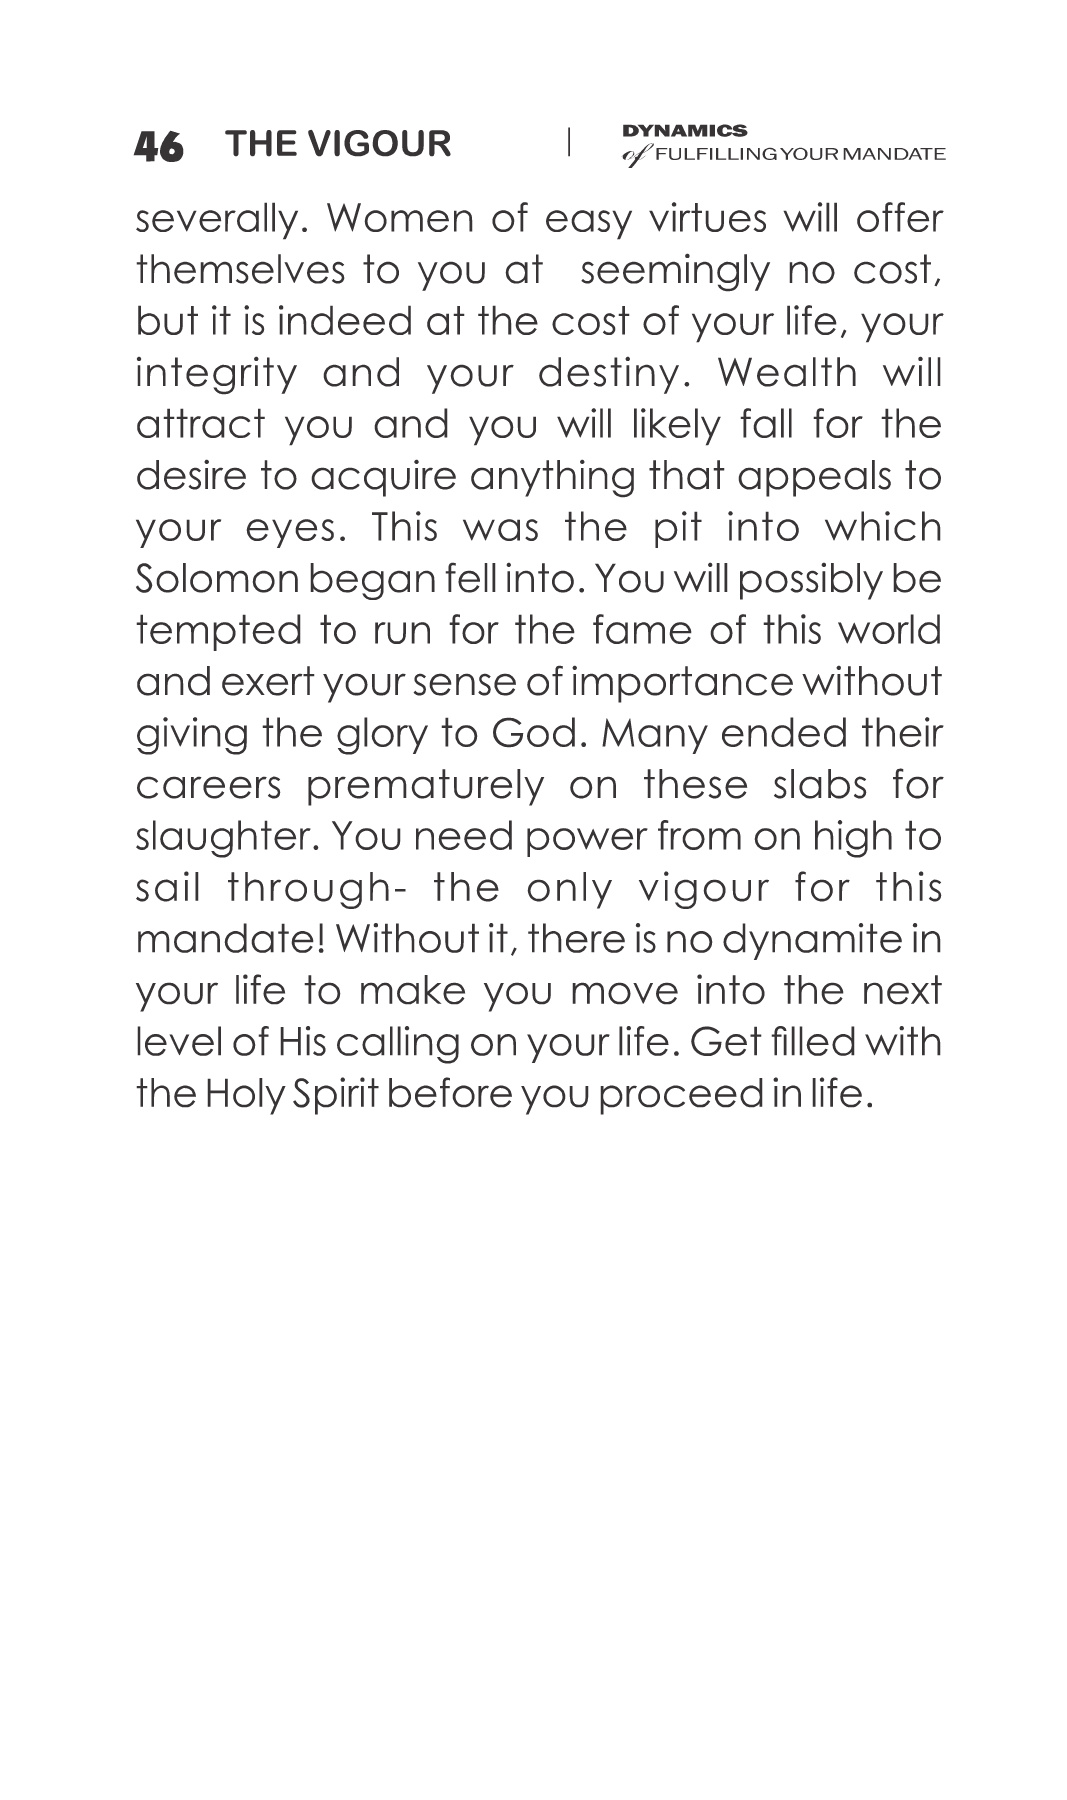 46 THE VIGOUR | DYNAMICS
of FULFILLING YOUR MANDATE
severally. Women of easy virtues will offer
themselves to you at seemingly no cost,
but it is indeed at the cost of your life, your
integrity and your destiny. Wealth will
attract you and you will likely fall for the
desire to acquire anything that appeals to
your eyes. This was the pit into which
Solomon began fell into. You will possibly be
tempted to run for the fame of this world
and exert your sense of importance without
giving the glory to God. Many ended their
careers prematurely on these slabs for
slaughter. You need power from on high to
sail through- the only vigour for this
mandate! Without it, there is no dynamite in
your life to make you move into the next
level of His calling on your life. Get filled with
the Holy Spirit before you proceed in life.